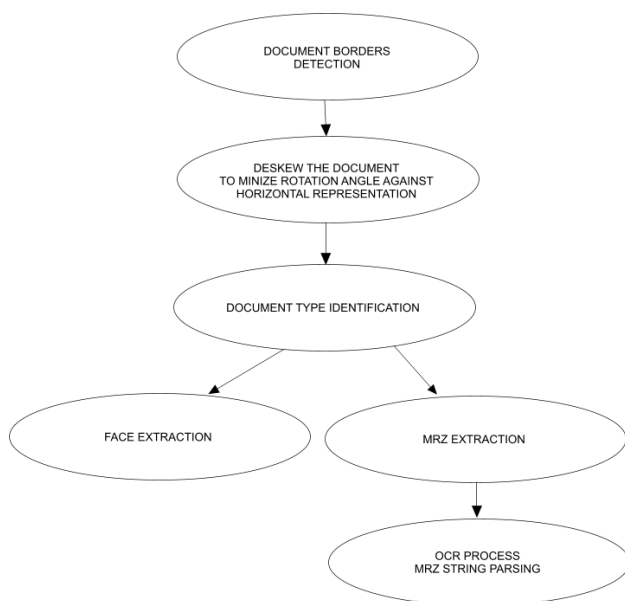 DOCUMENT BORDERS
DETECTION
DESKEW THE DOCUMENT
TO MINIZE ROTATION ANGLE AGAINST
HORIZONTAL REPRESENTATION
DOCUMENT TYPE IDENTIFICATION
FACE EXTRACTION
MRZ EXTRACTION
OCR PROCESS
MRZ STRING PARSING